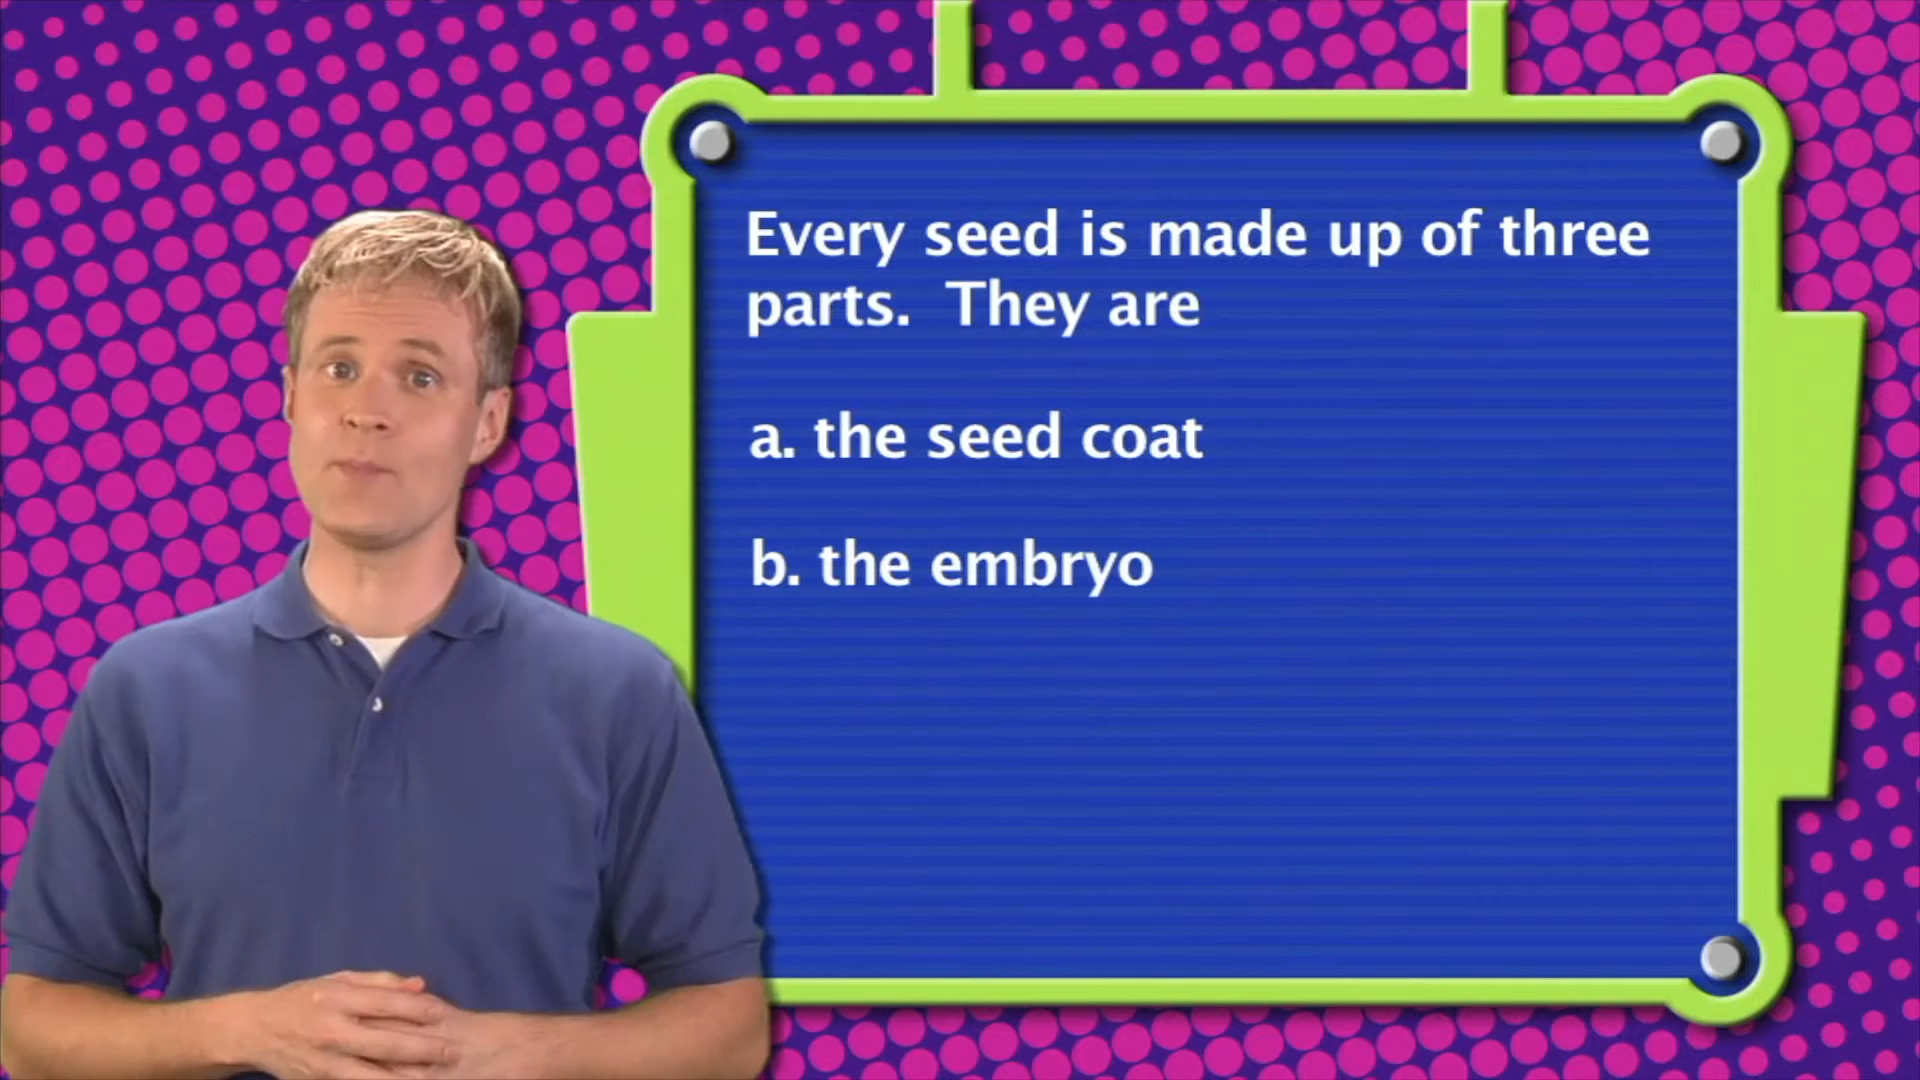 Every seed is made up of three
parts. They are
a. the seed coat
b. the embryo